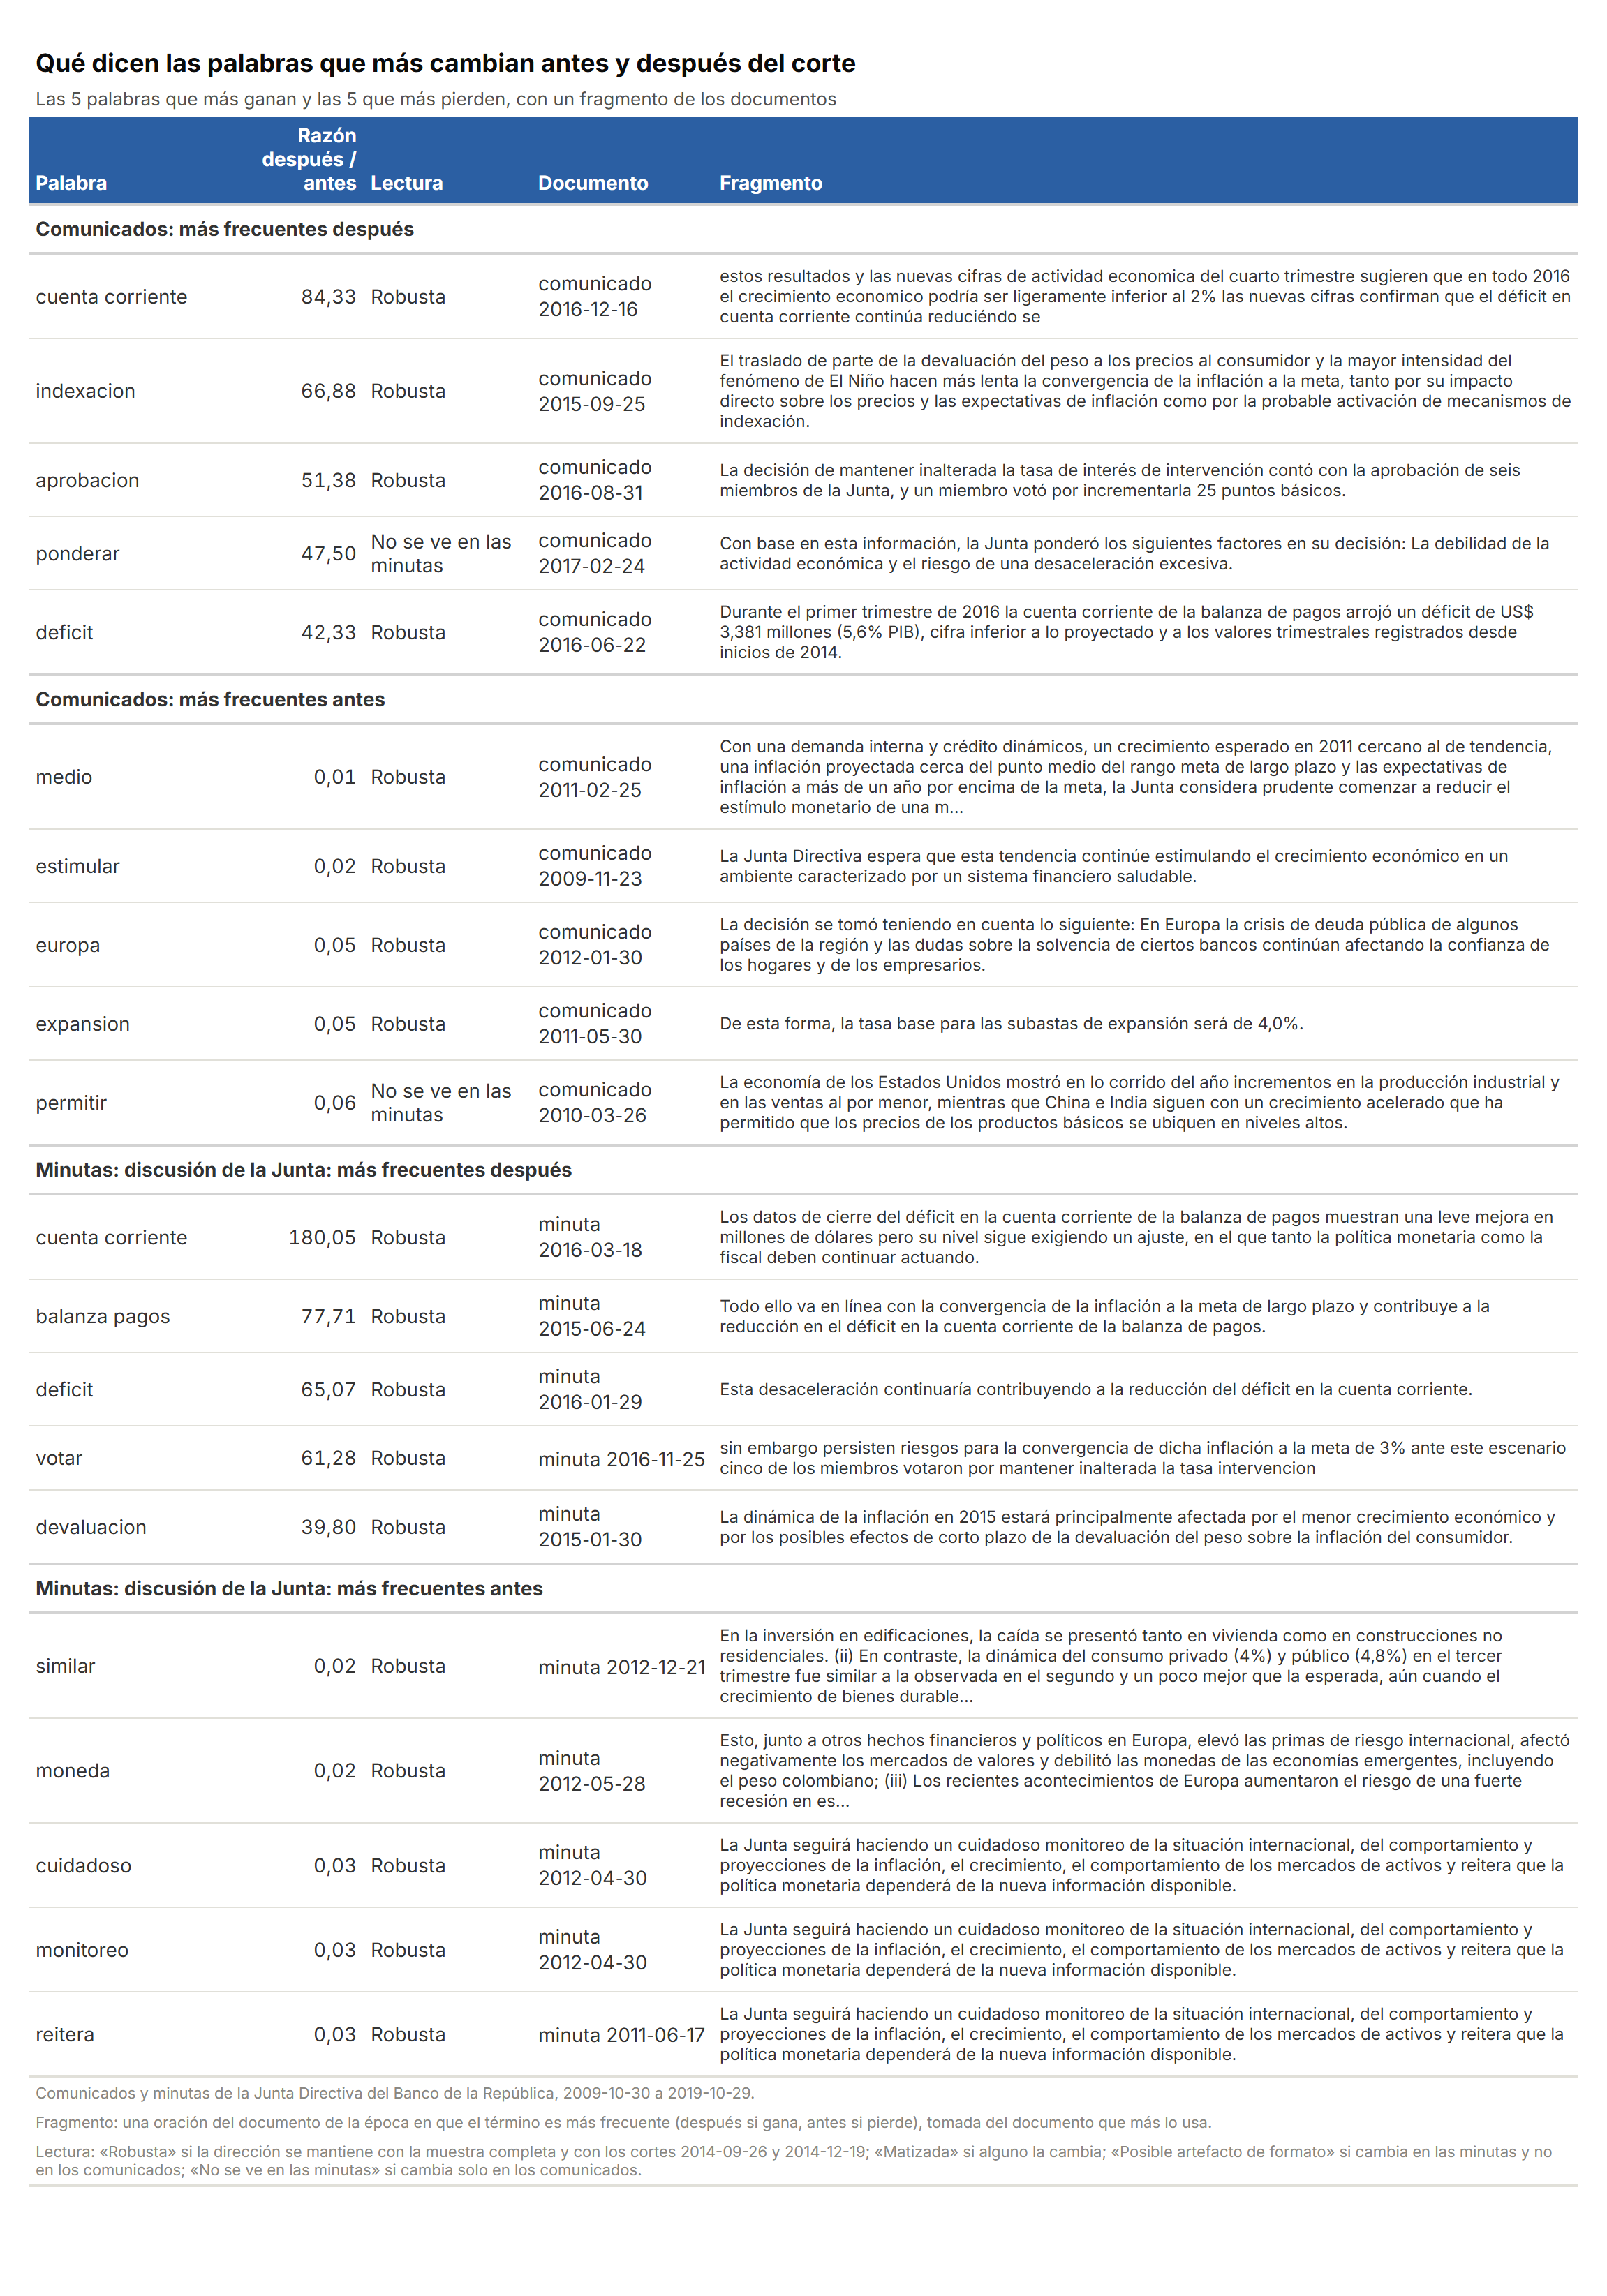 Qué dicen las palabras que más cambian antes y después del corte
Las 5 palabras que más ganan y las 5 que más pierden, con un fragmento de los documentos
Palabra
Razón
después /
antes
Lectura
Documento
Fragmento
Comunicados: más frecuentes después
cuenta corriente
84,33
Robusta
comunicado
2016-12-16
estos resultados y las nuevas cifras de actividad economica del cuarto trimestre sugieren que en todo 2016
el crecimiento economico podría ser ligeramente inferior al 2% las nuevas cifras confirman que el déficit en
cuenta corriente continúa reduciéndo se
indexacion
66,88
Robusta
comunicado
2015-09-25
El traslado de parte de la devaluación del peso a los precios al consumidor y la mayor intensidad del
fenómeno de El Niño hacen más lenta la convergencia de la inflación a la meta, tanto por su impacto
directo sobre los precios y las expectativas de inflación como por la probable activación de mecanismos de
indexación.
aprobacion
51,38
Robusta
comunicado
2016-08-31
La decisión de mantener inalterada la tasa de interés de intervención contó con la aprobación de seis
miembros de la Junta, y un miembro votó por incrementarla 25 puntos básicos.
ponderar
47,50
No se ve en las
minutas
comunicado
2017-02-24
Con base en esta información, la Junta ponderó los siguientes factores en su decisión: La debilidad de la
actividad económica y el riesgo de una desaceleración excesiva.
deficit
42,33
Robusta
comunicado
2016-06-22
Durante el primer trimestre de 2016 la cuenta corriente de la balanza de pagos arrojó un déficit de US$
3,381 millones (5,6% PIB), cifra inferior a lo proyectado y a los valores trimestrales registrados desde
inicios de 2014.
Comunicados: más frecuentes antes
medio
0,01
Robusta
comunicado
2011-02-25
Con una demanda interna y crédito dinámicos, un crecimiento esperado en 2011 cercano al de tendencia,
una inflación proyectada cerca del punto medio del rango meta de largo plazo y las expectativas de
inflación a más de un año por encima de la meta, la Junta considera prudente comenzar a reducir el
estímulo monetario de una m...
estimular
0,02
Robusta
comunicado
2009-11-23
La Junta Directiva espera que esta tendencia continúe estimulando el crecimiento económico en un
ambiente caracterizado por un sistema financiero saludable.
europa
0,05
Robusta
comunicado
2012-01-30
La decisión se tomó teniendo en cuenta lo siguiente: En Europa la crisis de deuda pública de algunos
países de la región y las dudas sobre la solvencia de ciertos bancos continúan afectando la confianza de
los hogares y de los empresarios.
expansion
0,05
Robusta
comunicado
2011-05-30
De esta forma, la tasa base para las subastas de expansión será de 4,0%.
permitir
0,06
No se ve en las
minutas
comunicado
2010-03-26
La economía de los Estados Unidos mostró en lo corrido del año incrementos en la producción industrial y
en las ventas al por menor, mientras que China e India siguen con un crecimiento acelerado que ha
permitido que los precios de los productos básicos se ubiquen en niveles altos.
Minutas: discusión de la Junta: más frecuentes después
cuenta corriente
180,05
Robusta
minuta
2016-03-18
Los datos de cierre del déficit en la cuenta corriente de la balanza de pagos muestran una leve mejora en
millones de dólares pero su nivel sigue exigiendo un ajuste, en el que tanto la política monetaria como la
fiscal deben continuar actuando.
balanza pagos
77,71
Robusta
minuta
2015-06-24
Todo ello va en línea con la convergencia de la inflación a la meta de largo plazo y contribuye a la
reducción en el déficit en la cuenta corriente de la balanza de pagos.
deficit
65,07
Robusta
minuta
2016-01-29
Esta desaceleración continuaría contribuyendo a la reducción del déficit en la cuenta corriente.
votar
61,28
Robusta
minuta 2016-11-25
sin embargo persisten riesgos para la convergencia de dicha inflación a la meta de 3% ante este escenario
cinco de los miembros votaron por mantener inalterada la tasa intervencion
devaluacion
39,80
Robusta
minuta
2015-01-30
La dinámica de la inflación en 2015 estará principalmente afectada por el menor crecimiento económico y
por los posibles efectos de corto plazo de la devaluación del peso sobre la inflación del consumidor.
Minutas: discusión de la Junta: más frecuentes antes
similar
0,02
Robusta
minuta 2012-12-21
En la inversión en edificaciones, la caída se presentó tanto en vivienda como en construcciones no
residenciales. (ii) En contraste, la dinámica del consumo privado (4%) y público (4,8%) en el tercer
trimestre fue similar a la observada en el segundo y un poco mejor que la esperada, aún cuando el
crecimiento de bienes durable...
moneda
0,02
Robusta
minuta
2012-05-28
Esto, junto a otros hechos financieros y políticos en Europa, elevó las primas de riesgo internacional, afectó
negativamente los mercados de valores y debilitó las monedas de las economías emergentes, incluyendo
el peso colombiano; (iii) Los recientes acontecimientos de Europa aumentaron el riesgo de una fuerte
recesión en es...
cuidadoso
0,03
Robusta
minuta
2012-04-30
La Junta seguirá haciendo un cuidadoso monitoreo de la situación internacional, del comportamiento y
proyecciones de la inflación, el crecimiento, el comportamiento de los mercados de activos y reitera que la
política monetaria dependerá de la nueva información disponible.
monitoreo
0,03
Robusta
minuta
2012-04-30
La Junta seguirá haciendo un cuidadoso monitoreo de la situación internacional, del comportamiento y
proyecciones de la inflación, el crecimiento, el comportamiento de los mercados de activos y reitera que la
política monetaria dependerá de la nueva información disponible.
reitera
0,03
Robusta
minuta 2011-06-17
La Junta seguirá haciendo un cuidadoso monitoreo de la situación internacional, del comportamiento y
proyecciones de la inflación, el crecimiento, el comportamiento de los mercados de activos y reitera que la
política monetaria dependerá de la nueva información disponible.
Comunicados y minutas de la Junta Directiva del Banco de la República, 2009-10-30 a 2019-10-29.
Fragmento: una oración del documento de la época en que el término es más frecuente (después si gana, antes si pierde), tomada del documento que más lo usa.
Lectura: «Robusta» si la dirección se mantiene con la muestra completa y con los cortes 2014-09-26 y 2014-12-19; «Matizada» si alguno la cambia; «Posible artefacto de formato» si cambia en las minutas y no
en los comunicados; «No se ve en las minutas» si cambia solo en los comunicados.